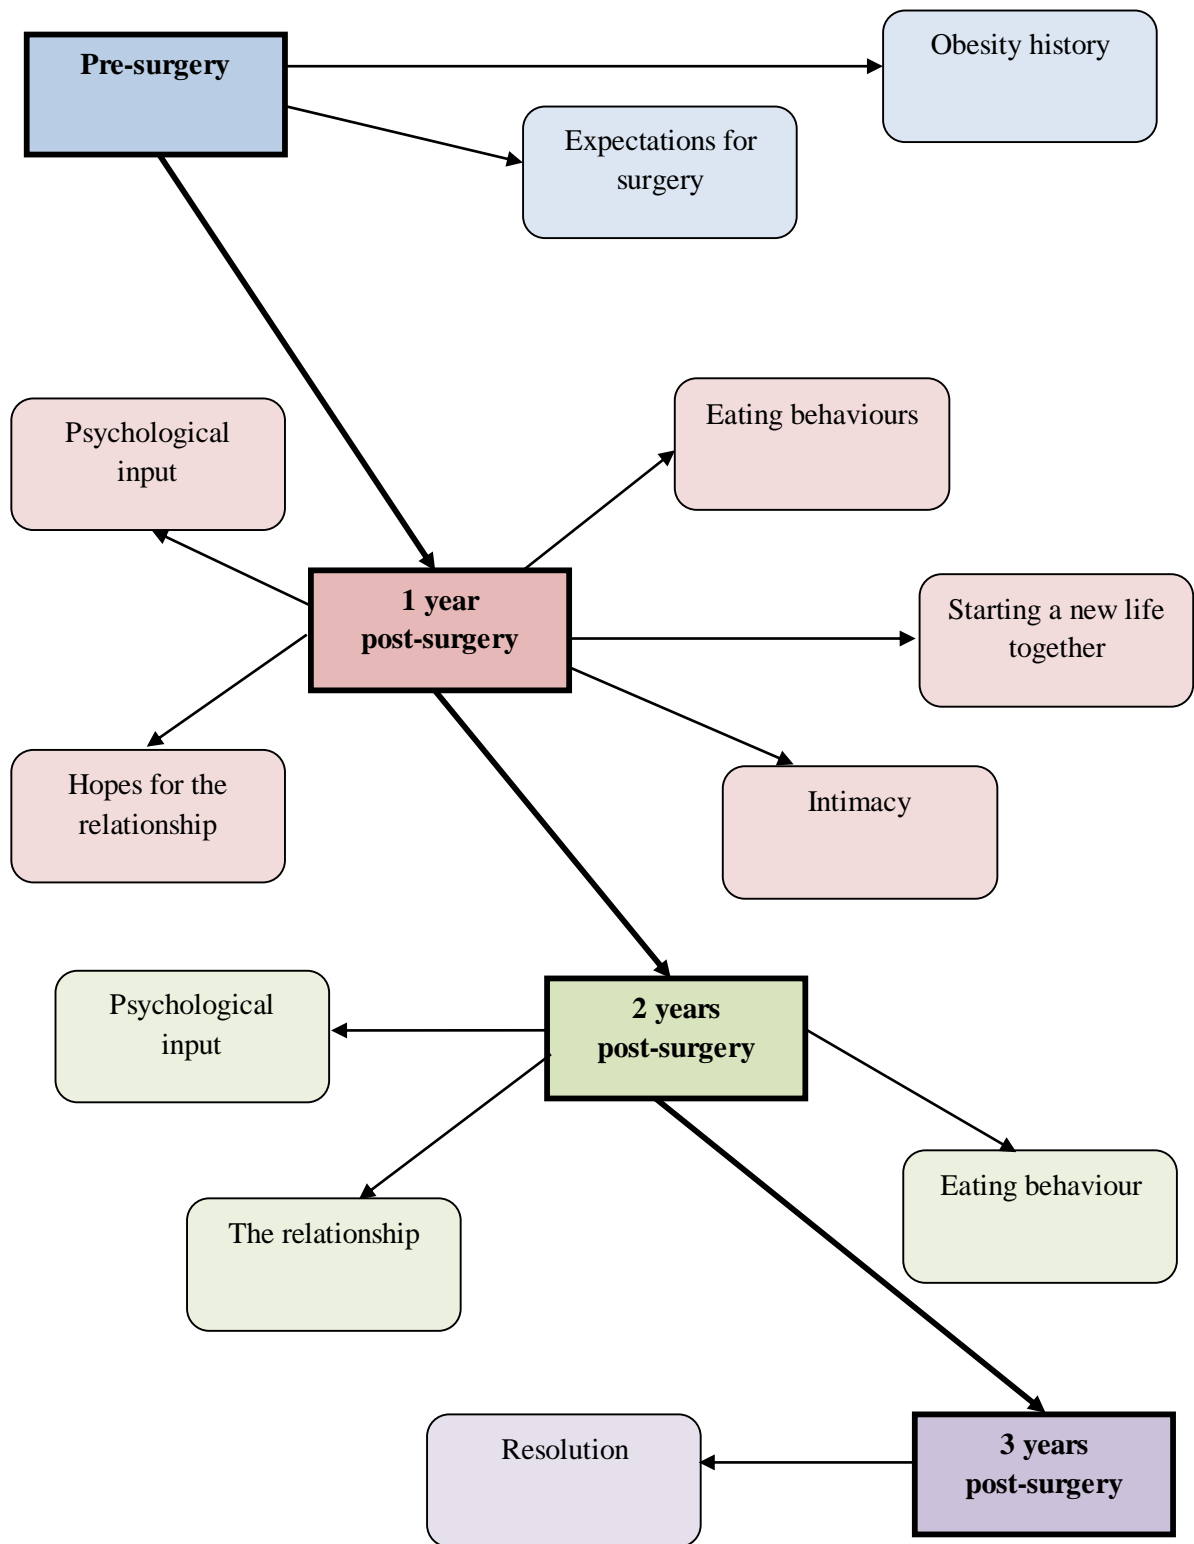 Pre-surgery
Obesity history
Expectations for
surgery
Psychological
input
Eating behaviours
1 year
post-surgery
Starting a new life
together
Hopes for the
relationship
Intimacy
Psychological
input
2 years
post-surgery
The relationship
Eating behaviour
Resolution
3 years
post-surgery